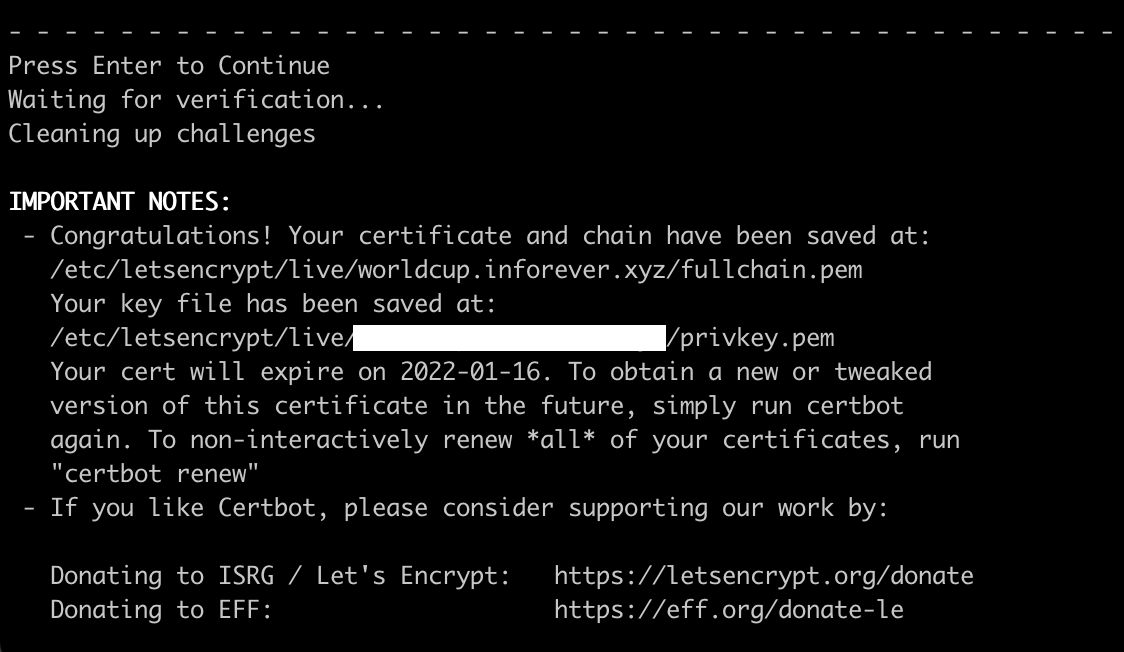 - - - - - - - - - - - - - - - - - - - - - - - - - - - - - - - - - - - - - - - -
Press Enter to Continue
Waiting for verification...
Cleaning up challenges
IMPORTANT NOTES:
- Congratulations! Your certificate and chain have been saved at:
/etc/letsencrypt/live/worldcup.inforever.xyz/fullchain.pem
Your key file has been saved at:
/etc/letsencrypt/live/ /privkey.pem
Your cert will expire on 2022-01-16. To obtain a new or tweaked
version of this certificate in the future, simply run certbot
again. To non-interactively renew *all* of your certificates, run
"certbot renew"
- If you like Certbot, please consider supporting our work by:
Donating to ISRG / Let's Encrypt: https://letsencrypt.org/donate
Donating to EFF: https://eff.org/donate-le